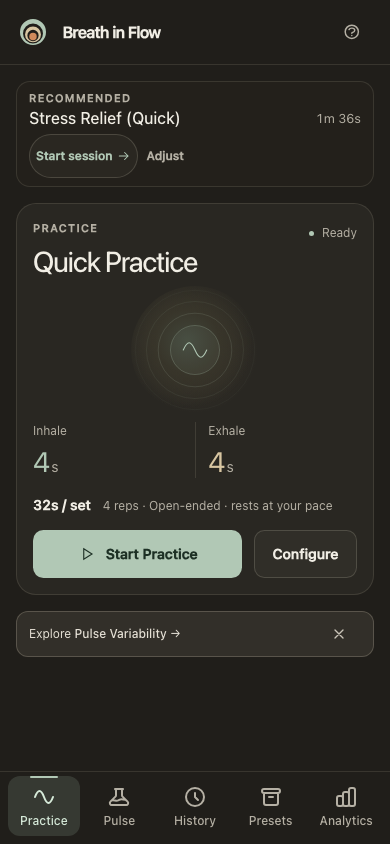 Breath in Flow
RECOMMENDED
Stress Relief (Quick)
1m 36s
Start session →
Adjust
PRACTICE
Ready
Quick Practice
Inhale
Exhale
4s
4s
32s / set
4 reps · Open-ended · rests at your pace
Start Practice
Configure
Explore Pulse Variability →
Practice
Pulse
History
Presets
Analytics